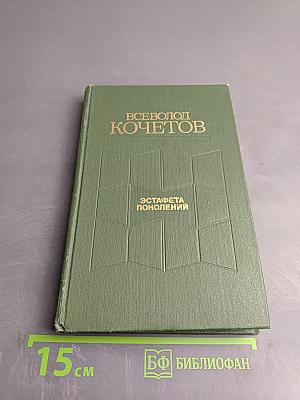 ВСЕВОЛОД
КОЧЕТОВ
ЭСТАФЕТА
ПОКОЛЕНИЙ
15 см
БФ БИБЛИОФАН